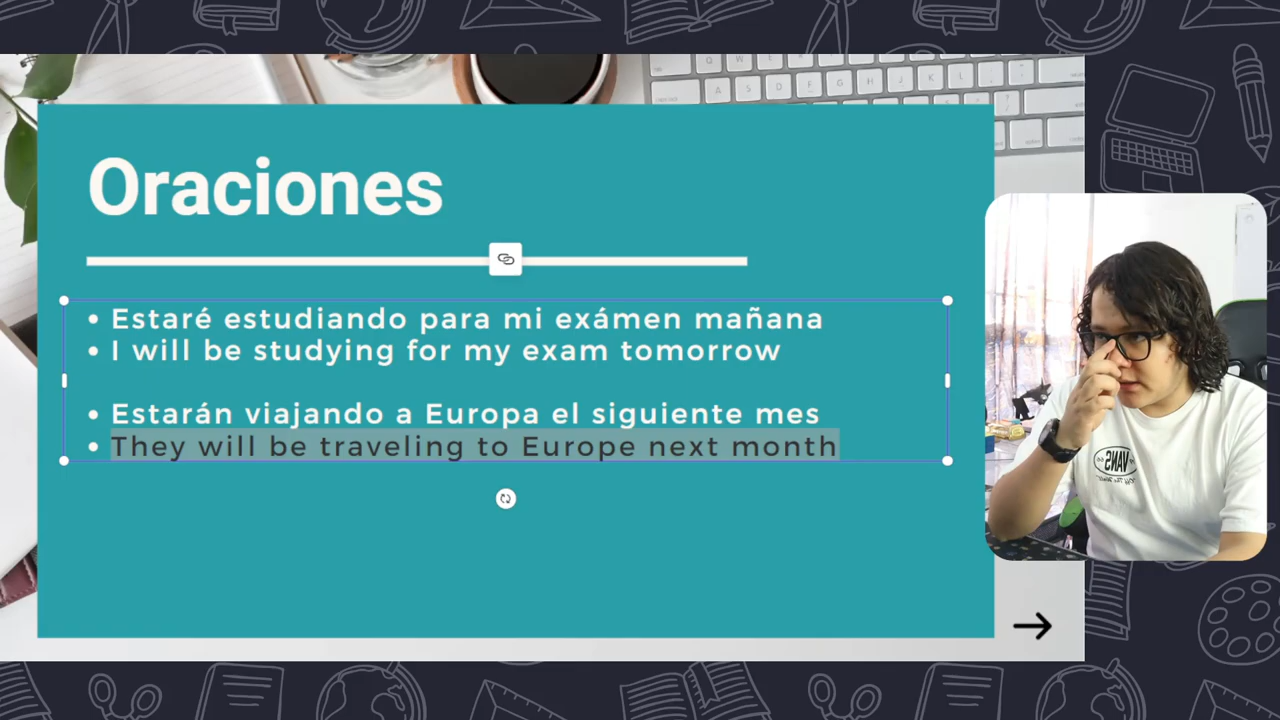 Oraciones
• Estaré estudiando para mi exámen mañana
• I will be studying for my exam tomorrow
• Estarán viajando a Europa el siguiente mes
• They will be traveling to Europe next month
VANS